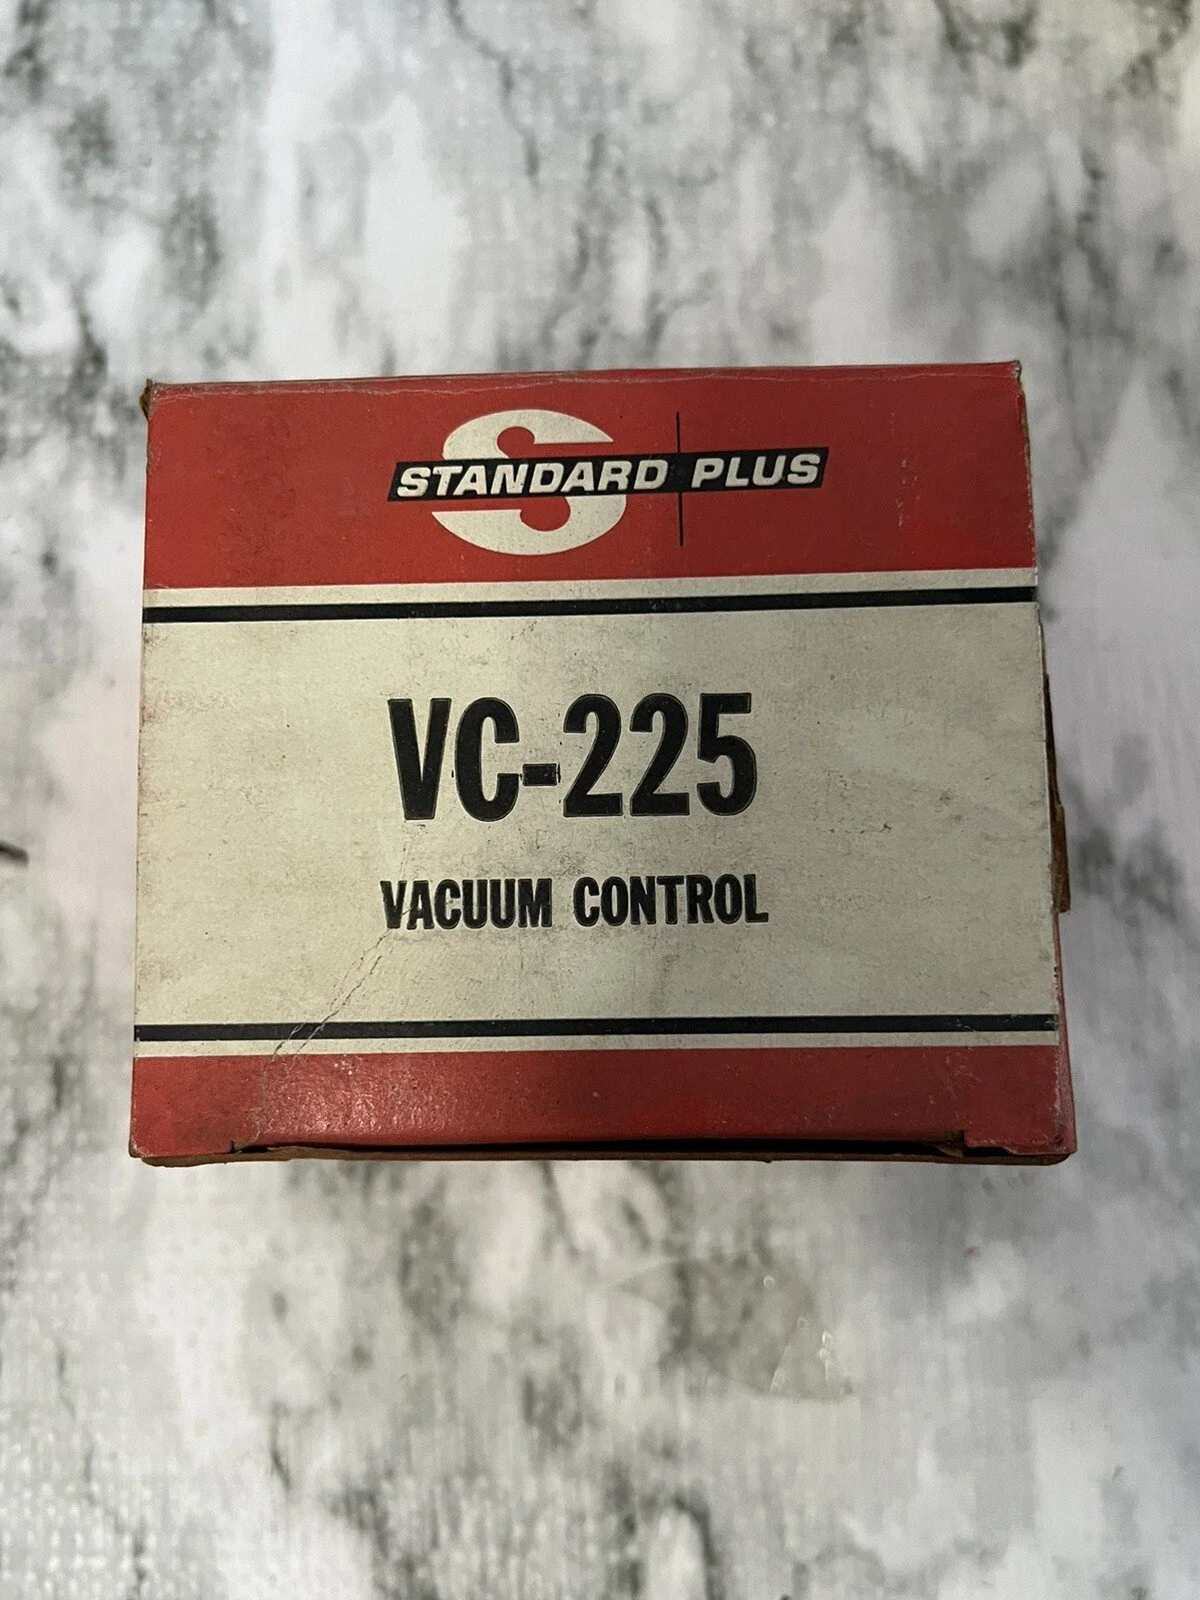 S
STANDARD PLUS
VC-225
VACUUM CONTROL